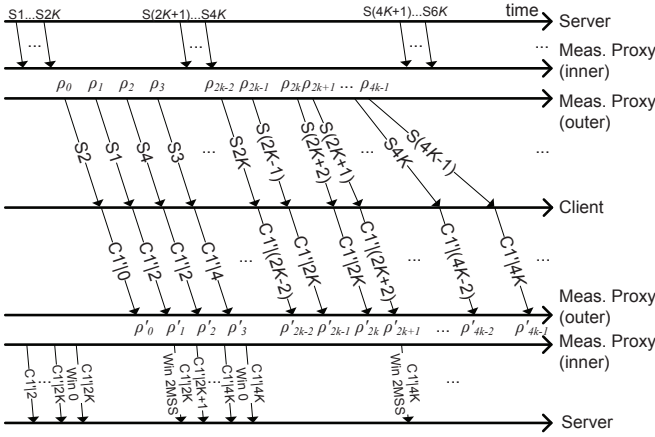 S1...S2K S(2K+1)...S4K S(4K+1)...S6K time Server
... ... ... ...
Meas. Proxy (inner)
ρ0 ρ1 ρ2 ρ3 ρ2k-2 ρ2k-1 ρ2k ρ2k+1 ... ρ4k-1 Meas. Proxy (outer)
S2 S1 S4 S3 ... S2K S(2K-1) S(2K+2) S(2K+1) ... S4K S(4K-1) ...
Client
C1'|0 C1'|2 C1'|2 C1'|4 ... C1'|(2K-2) C1'|2K C1'|2K C1'|(2K+2) ... C1'|(4K-2) C1'|4K ...
Meas. Proxy (outer)
ρ'0 ρ'1 ρ'2 ρ'3 ρ'2k-2 ρ'2k-1 ρ'2k ρ'2k+1 ... ρ'4k-2 ρ'4k-1
Meas. Proxy (inner)
C1'|2 ... C1'|2K C1'|2K Win 0 C1'|2K Win 2MSS C1'|2K+1 ... C1'|4K C1'|4K Win 0 C1'|4K Win 2MSS ...
Server